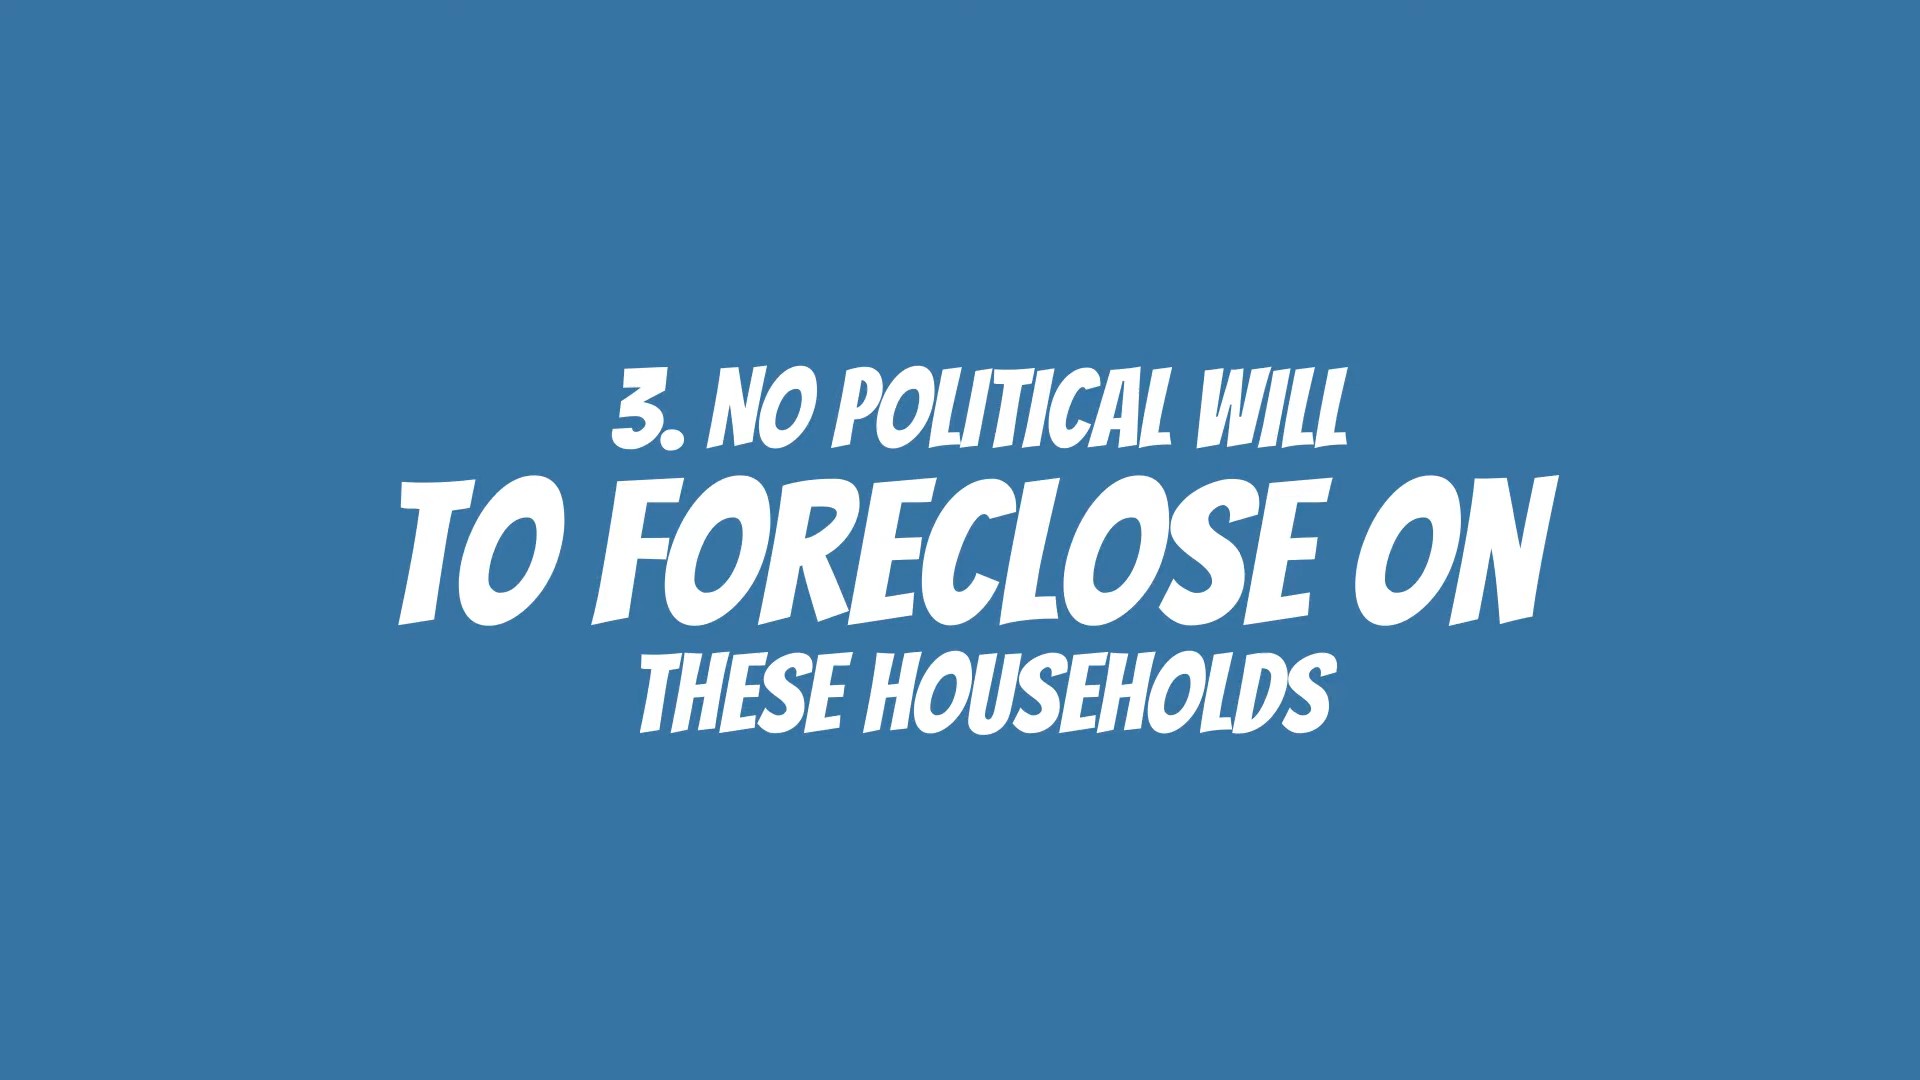 3. NO POLITICAL WILL
TO FORECLOSE ON
THESE HOUSEHOLDS